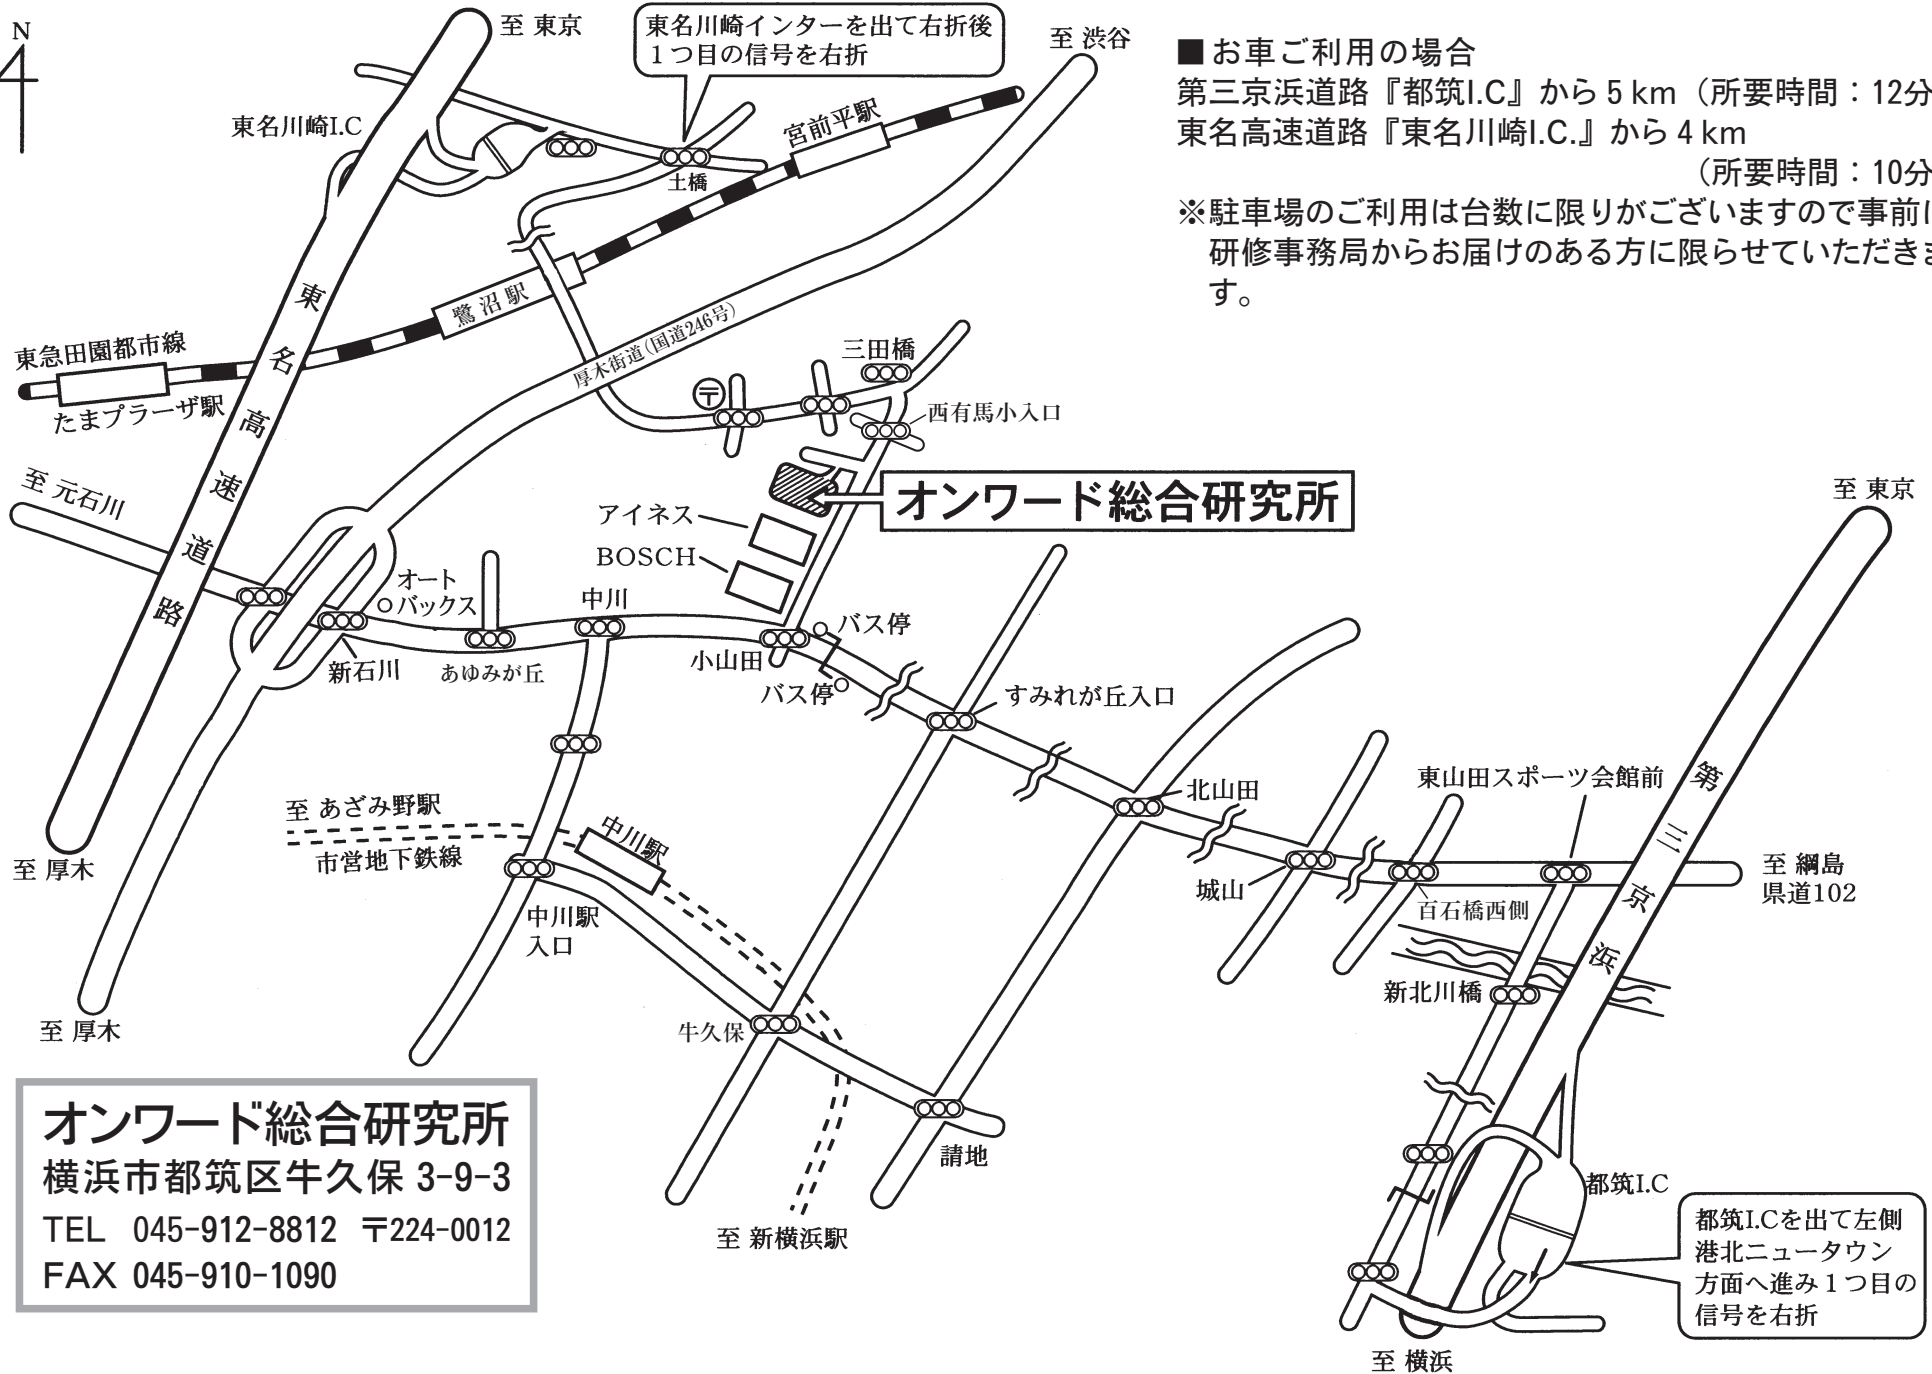 N
至 東京
東名川崎インターを出て右折後
1つ目の信号を右折
至 渋谷
■お車ご利用の場合
第三京浜道路『都筑I.C』から5km（所要時間：12分
東名高速道路『東名川崎I.C.』から4km
（所要時間：10分
※駐車場のご利用は台数に限りがございますので事前に
研修事務局からお届けのある方に限らせていただきま
す。
東名川崎I.C
宮前平駅
土橋
鷺沼駅
東名高速道路
東急田園都市線
たまプラーザ駅
厚木街道(国道246号)
三田橋
〒
西有馬小入口
オンワード総合研究所
至 元石川
アイネス
BOSCH
至 東京
オート
バックス
中川
バス停
新石川
あゆみが丘
小山田
バス停
すみれが丘入口
北山田
東山田スポーツ会館前
第三京浜
至 あざみ野駅
市営地下鉄線
中川駅
至 厚木
城山
百石橋西側
至 綱島
県道102
中川駅
入口
新北川橋
至 厚木
牛久保
請地
至 新横浜駅
オンワード総合研究所
横浜市都筑区牛久保 3-9-3
TEL 045-912-8812 〒224-0012
FAX 045-910-1090
都筑I.C
都筑I.Cを出て左側
港北ニュータウン
方面へ進み1つ目の
信号を右折
至 横浜